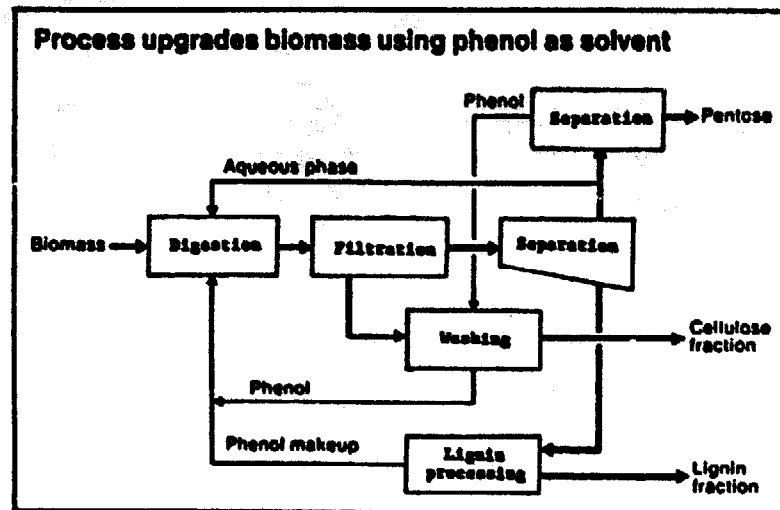 Process upgrades biomass using phenol as solvent
Phenol
Separation
Pentose
Aqueous phase
Biomass
Digestion
Filtration
Separation
Washing
Cellulose
fraction
Phenol
Phenol makeup
Lignin
processing
Lignin
fraction